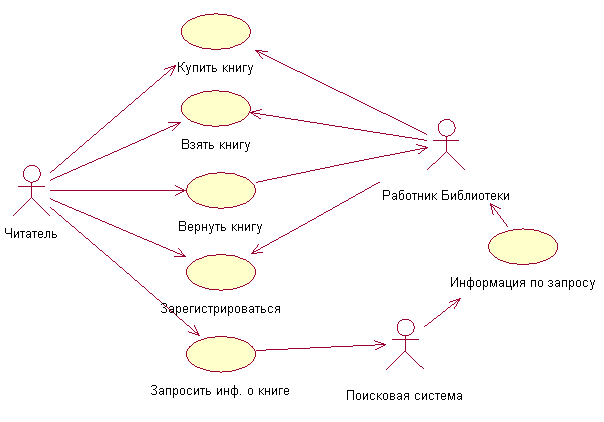 Купить книгу
Взять книгу
Работник Библиотеки
Вернуть книгу
Читатель
Информация по запросу
Зарегистрироваться
Запросить инф. о книге
Поисковая система